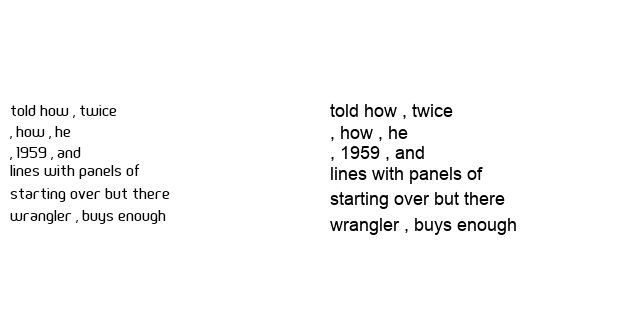 told how , twice
, how , he
, 1959 , and
lines with panels of
starting over but there
wrangler , buys enough
told how , twice
, how , he
, 1959 , and
lines with panels of
starting over but there
wrangler , buys enough